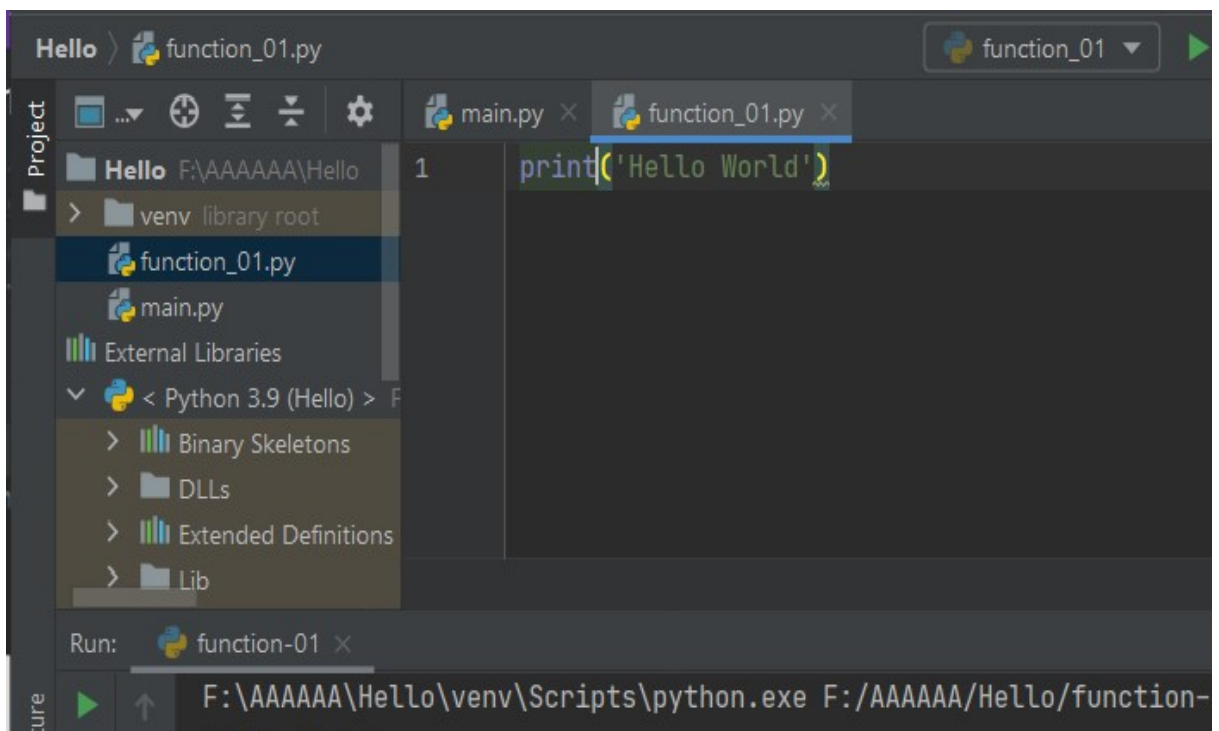 Hello 〉 function_01.py
function_01
Project
...
main.py ×
function_01.py ×
Hello F:\AAAAAA\Hello
1
print('Hello World')
> venv library root
function_01.py
main.py
External Libraries
< Python 3.9 (Hello) >
> Binary Skeletons
> DLLs
> Extended Definitions
> Lib
Run: function-01 ×
F:\AAAAAA\Hello\venv\Scripts\python.exe F:/AAAAAA/Hello/function-